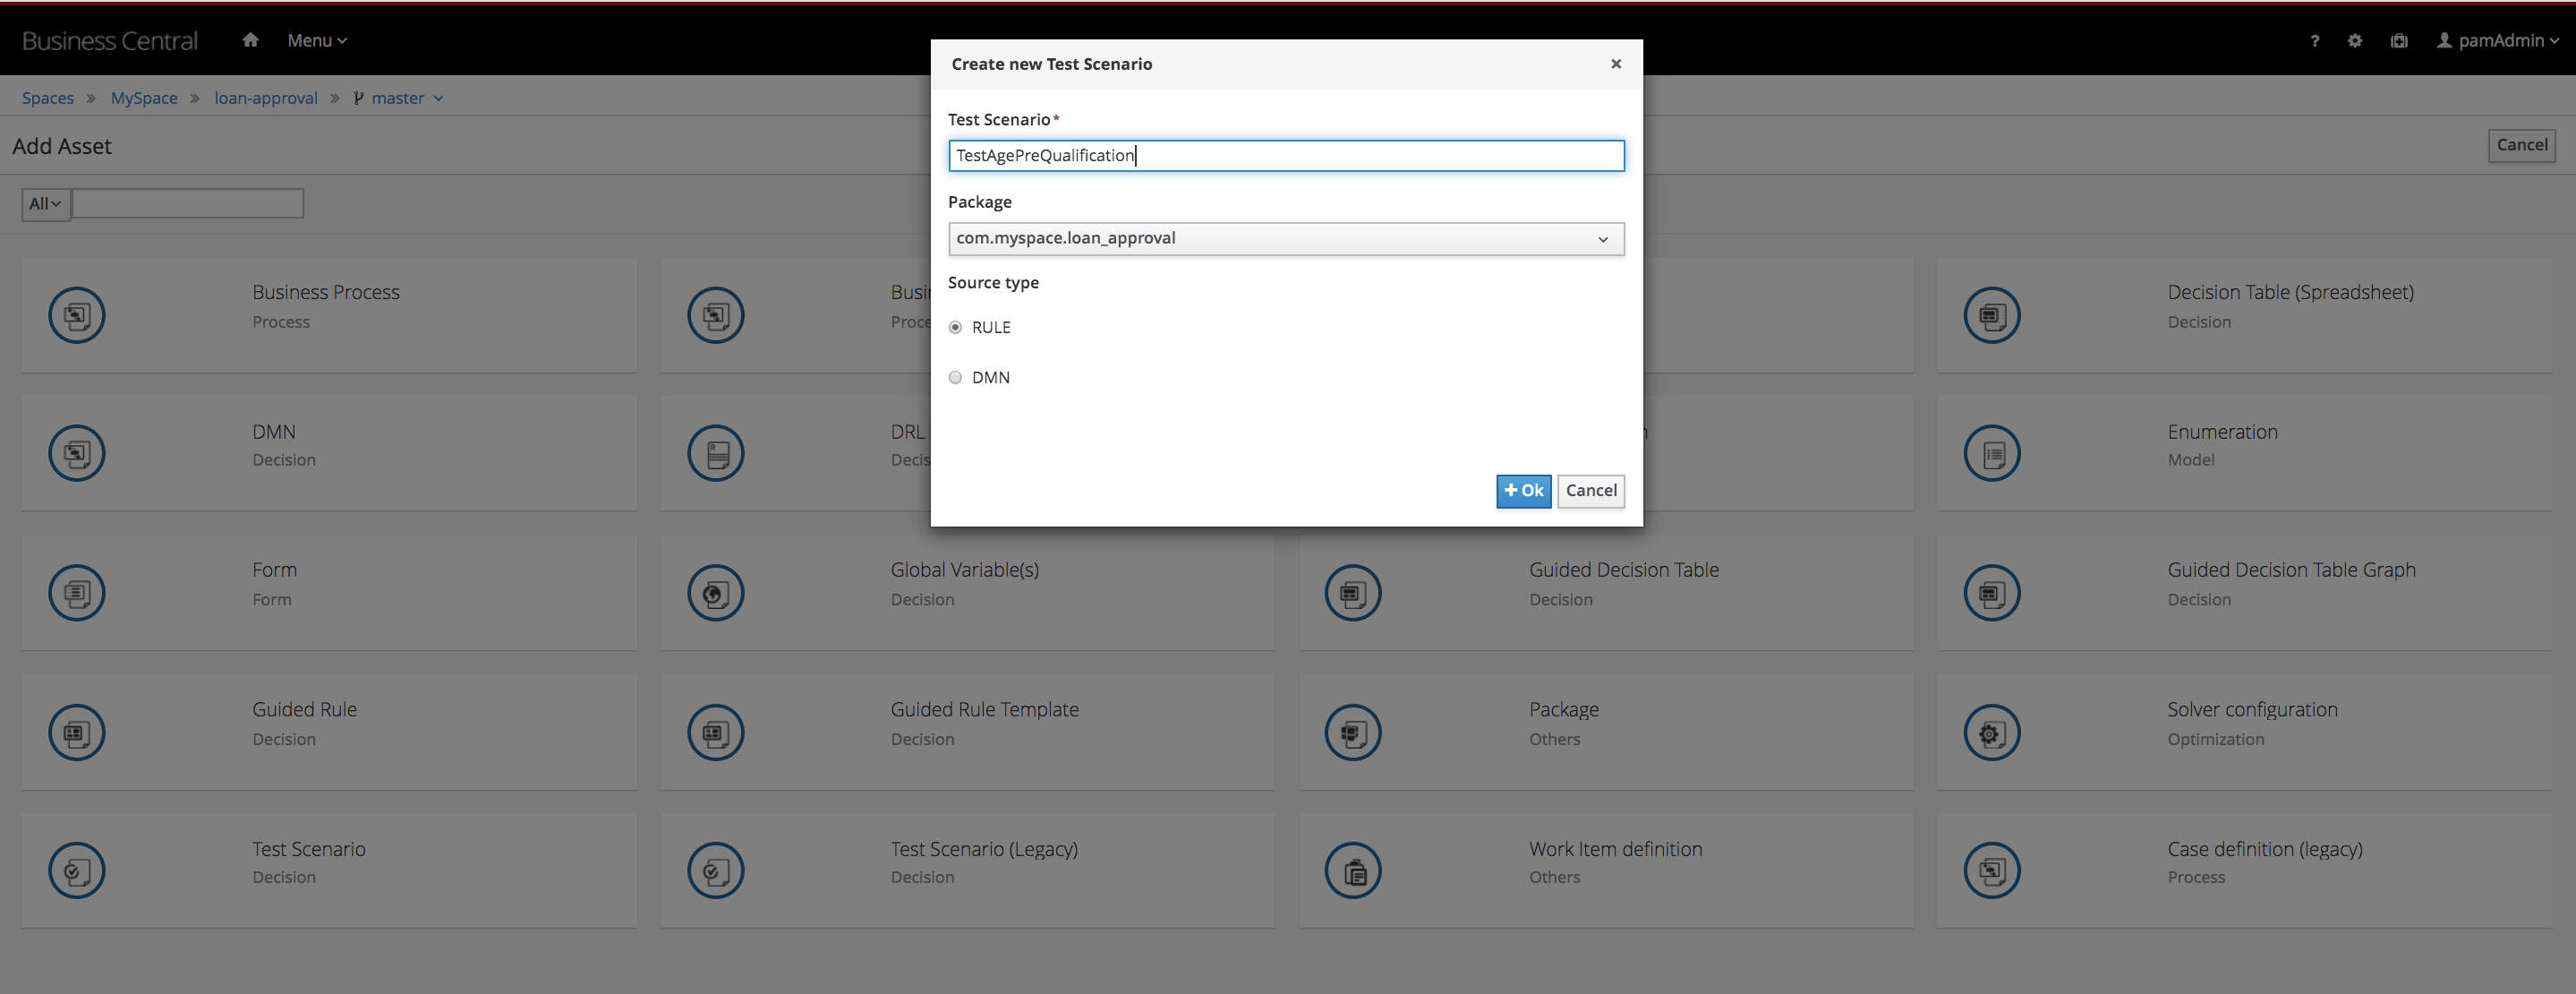 Business Central Menu ? pamAdmin
Create new Test Scenario ×
Spaces » MySpace » loan-approval » master
Test Scenario*
Add Asset
Cancel
TestAgePreQualification
Package
All
com.myspace.loan_approval
Source type
RULE
DMN
+ Ok Cancel
Business Process
Process
Decision Table (Spreadsheet)
Decision
DMN
Decision
DRL
Enumeration
Model
Form
Form
Global Variable(s)
Decision
Guided Decision Table
Decision
Guided Decision Table Graph
Decision
Guided Rule
Decision
Guided Rule Template
Decision
Package
Others
Solver configuration
Optimization
Test Scenario
Decision
Test Scenario (Legacy)
Decision
Work Item definition
Others
Case definition (legacy)
Process